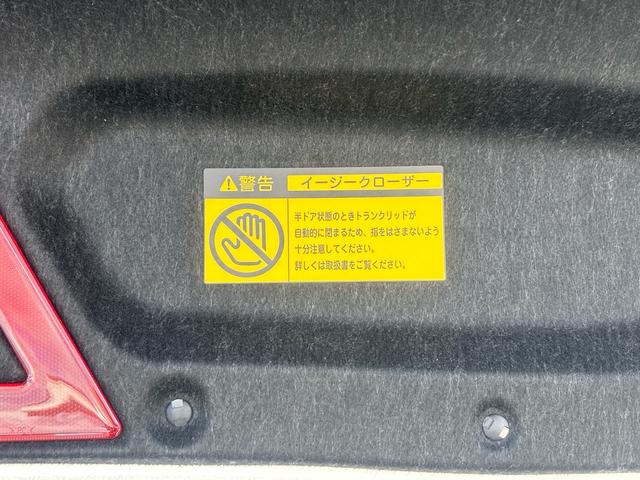 警告 イージークローザー
半ドア状態のときトランクリッドが
自動的に閉まるため、指をはさまないよう
十分注意してください。
詳しくは取扱書をご覧ください。
>PC<